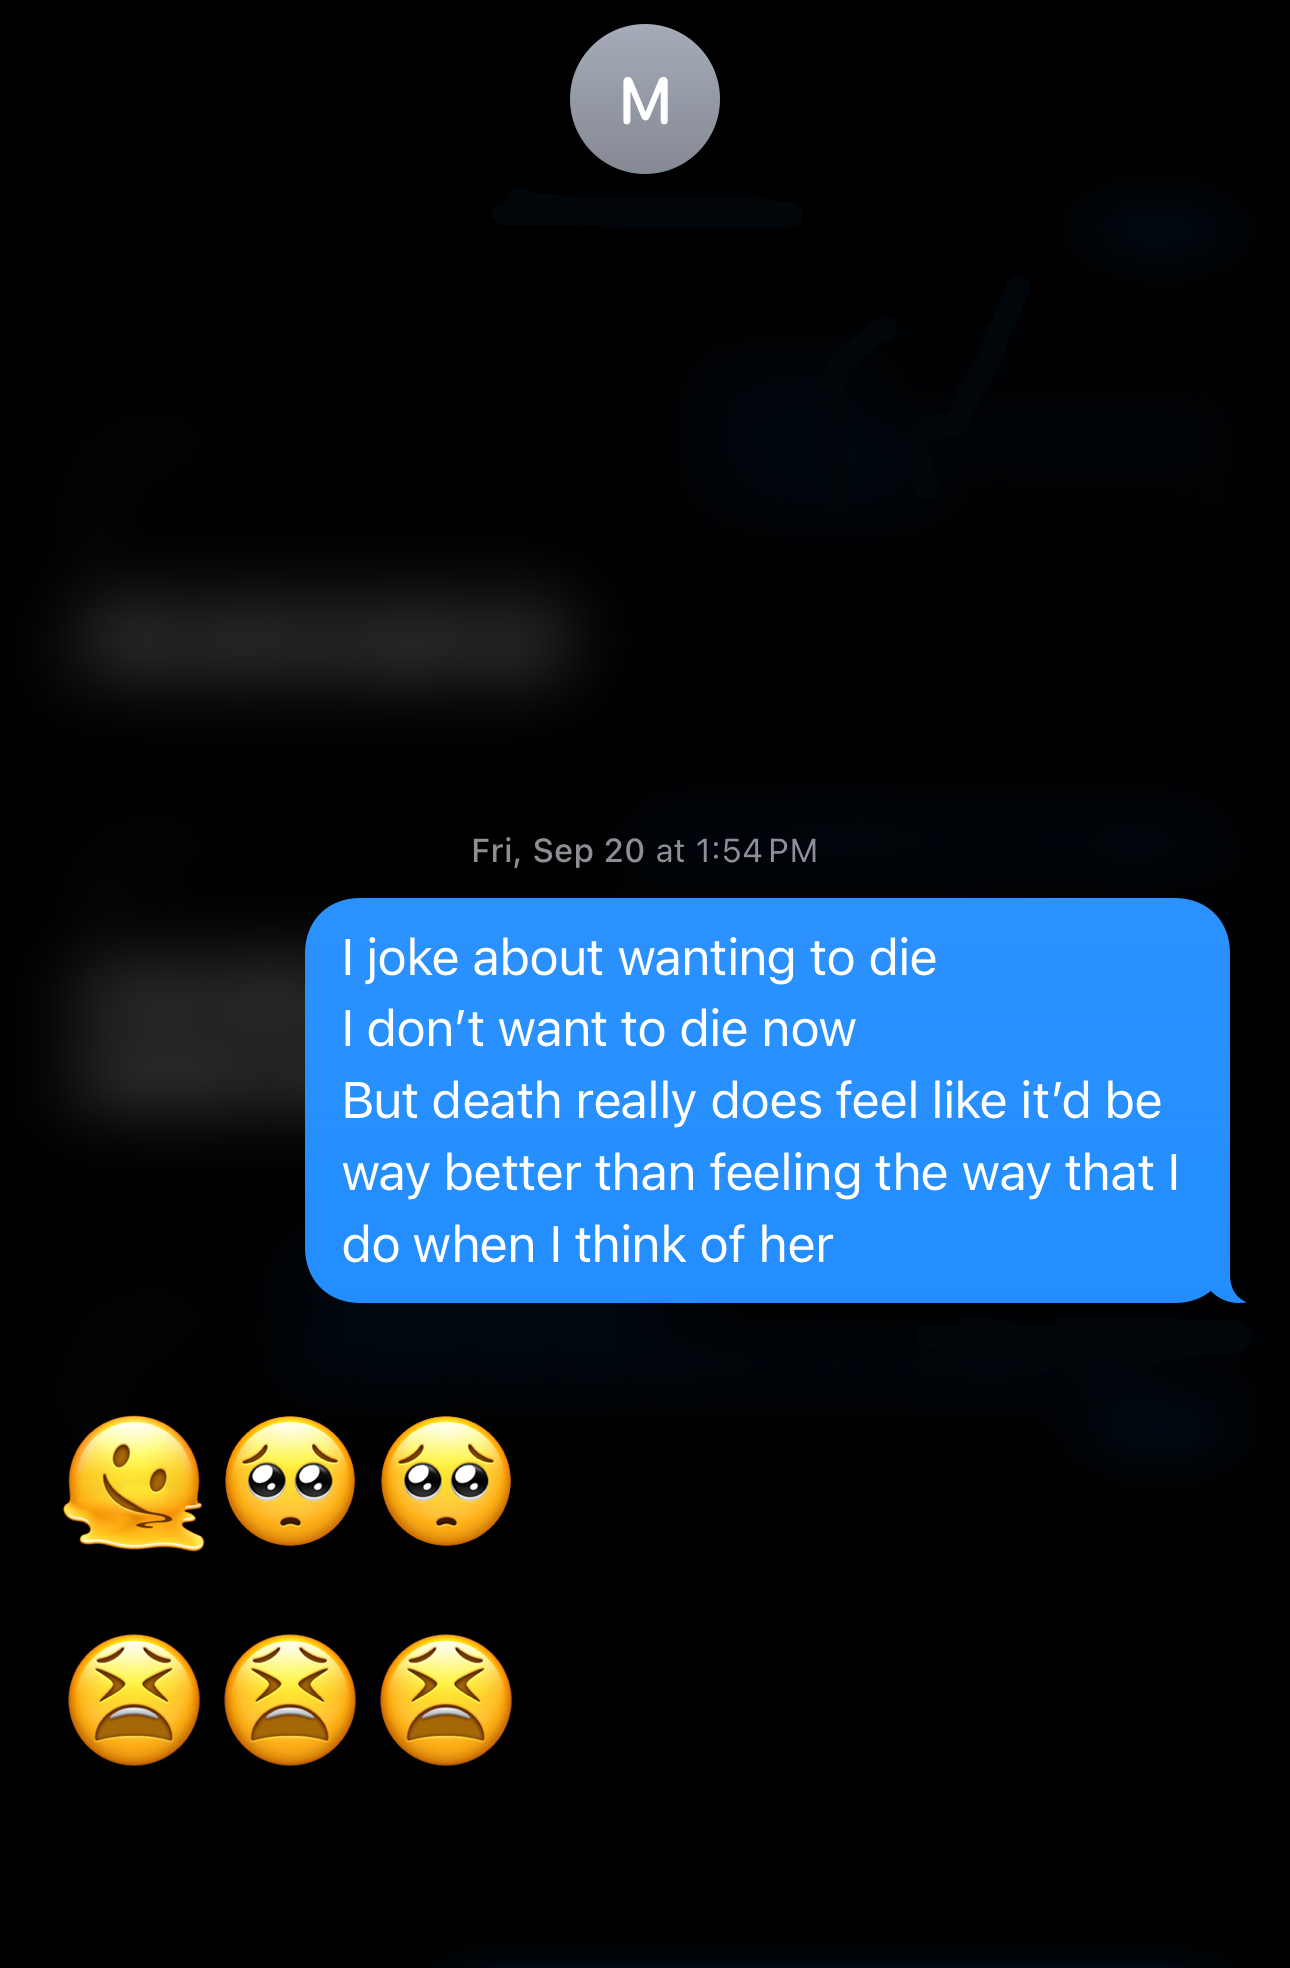 M
Fri, Sep 20 at 1:54 PM
I joke about wanting to die
I don’t want to die now
But death really does feel like it’d be
way better than feeling the way that I
do when I think of her
🫠🥺🥺
😫😫😫